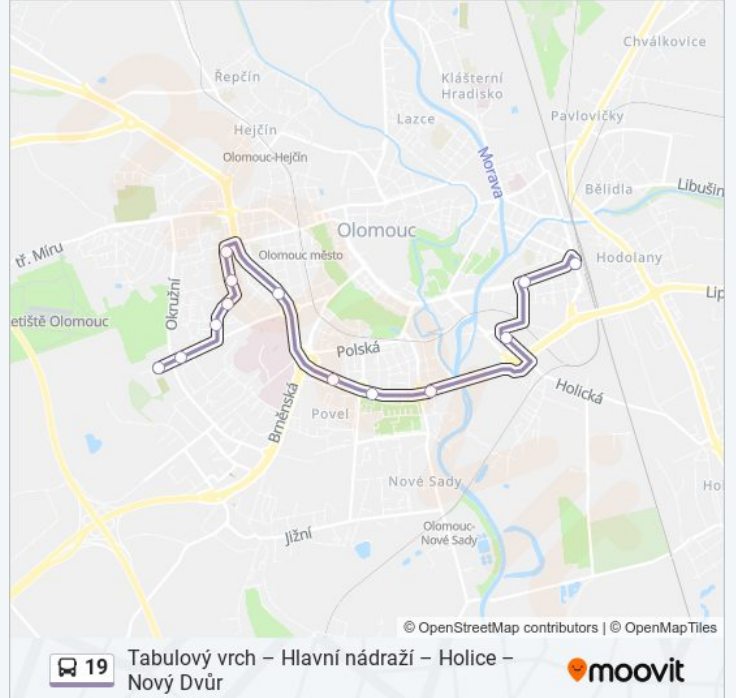 Chválkovice
Řepčín
Klášterní
Hradisko
Lazce
Pavlovičky
Hejčín
Olomouc-Hejčín
Morava
Bělidla
Libušin
Olomouc
tř. Míru
Olomouc město
Hodolany
Okružní
Lip
etiště Olomouc
Polská
Holická
Brněnská
Povel
Nové Sady
Ho
Olomouc-
Nové Sady
Jižní
© OpenStreetMap contributors | © OpenMapTiles
19
Tabulový vrch – Hlavní nádraží – Holice –
Nový Dvůr
moovit